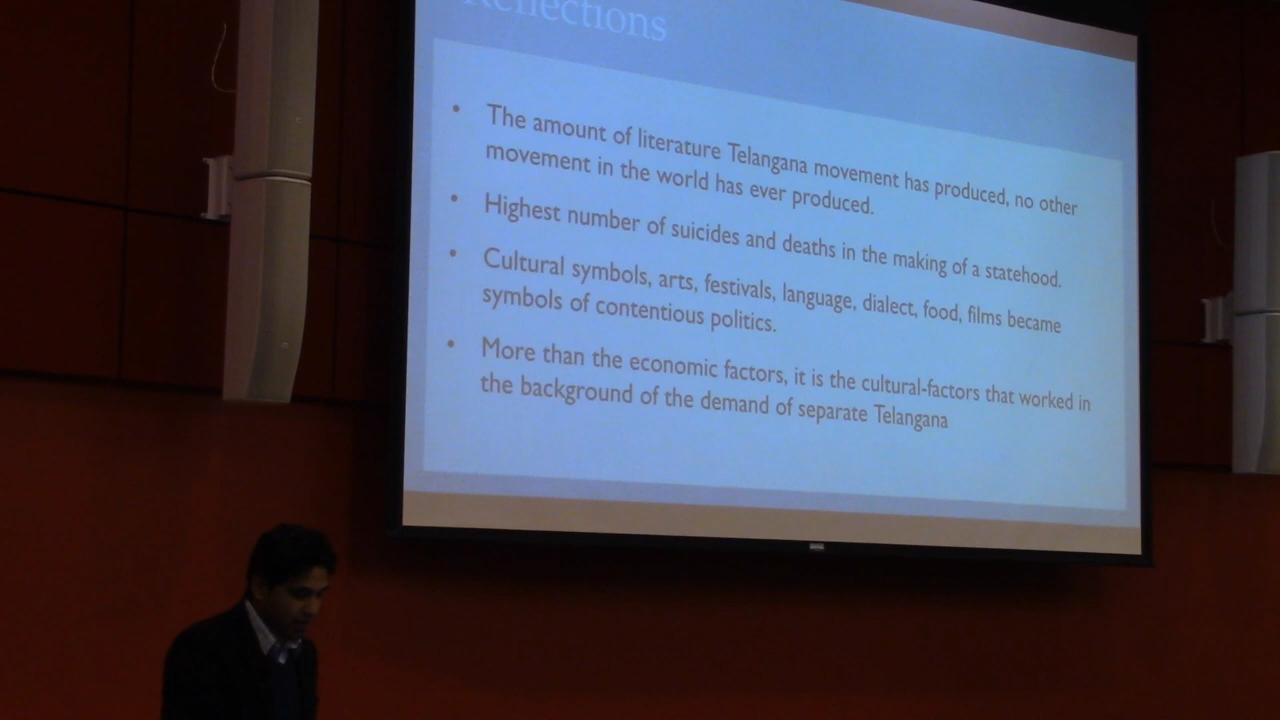 Reflections
• The amount of literature Telangana movement has produced, no other
movement in the world has ever produced.
• Highest number of suicides and deaths in the making of a statehood.
• Cultural symbols, arts, festivals, language, dialect, food, films became
symbols of contentious politics.
• More than the economic factors, it is the cultural-factors that worked in
the background of the demand of separate Telangana